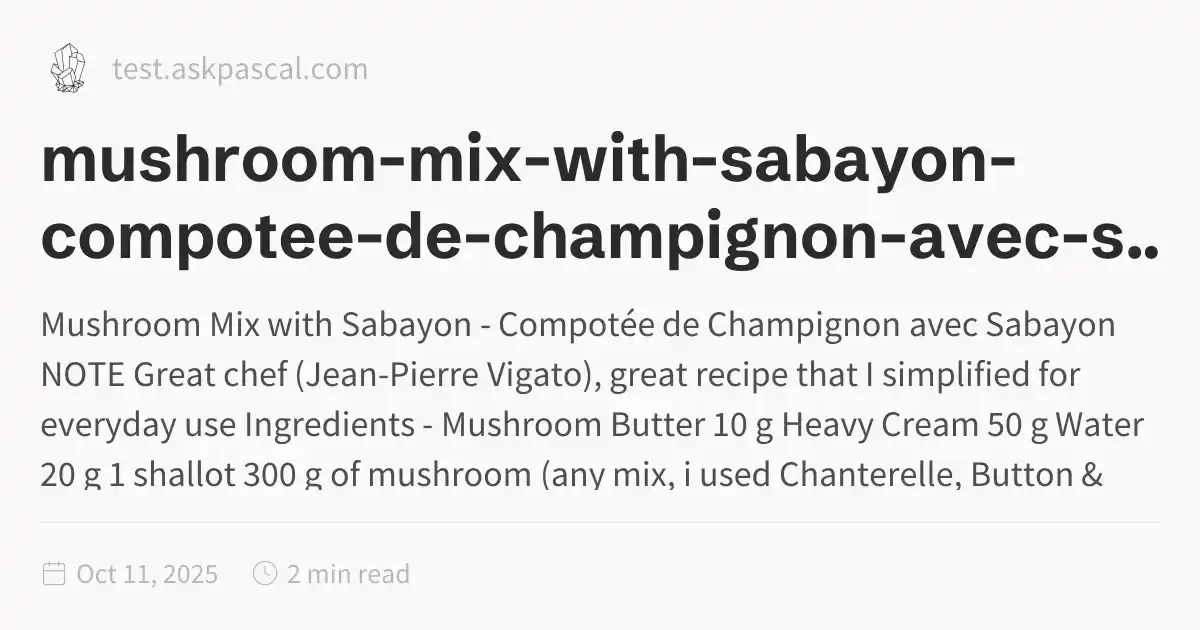 test.askpascal.com
mushroom-mix-with-sabayon-
compotee-de-champignon-avec-s..
Mushroom Mix with Sabayon - Compotée de Champignon avec Sabayon
NOTE Great chef (Jean-Pierre Vigato), great recipe that I simplified for
everyday use Ingredients - Mushroom Butter 10 g Heavy Cream 50 g Water
20 g 1 shallot 300 g of mushroom (any mix, i used Chanterelle, Button &
Oct 11, 2025
2 min read